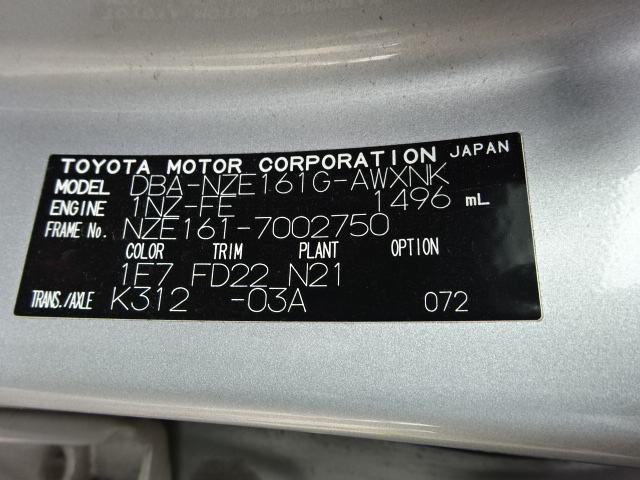 TOYOTA MOTOR CORPORATION JAPAN
MODEL DBA-NZE161G-AWXNK
ENGINE 1NZ-FE 1496 mL
FRAME No. NZE161-7002750
COLOR TRIM PLANT OPTION
1F7 FD22 N21
TRANS./AXLE K312 -03A 072